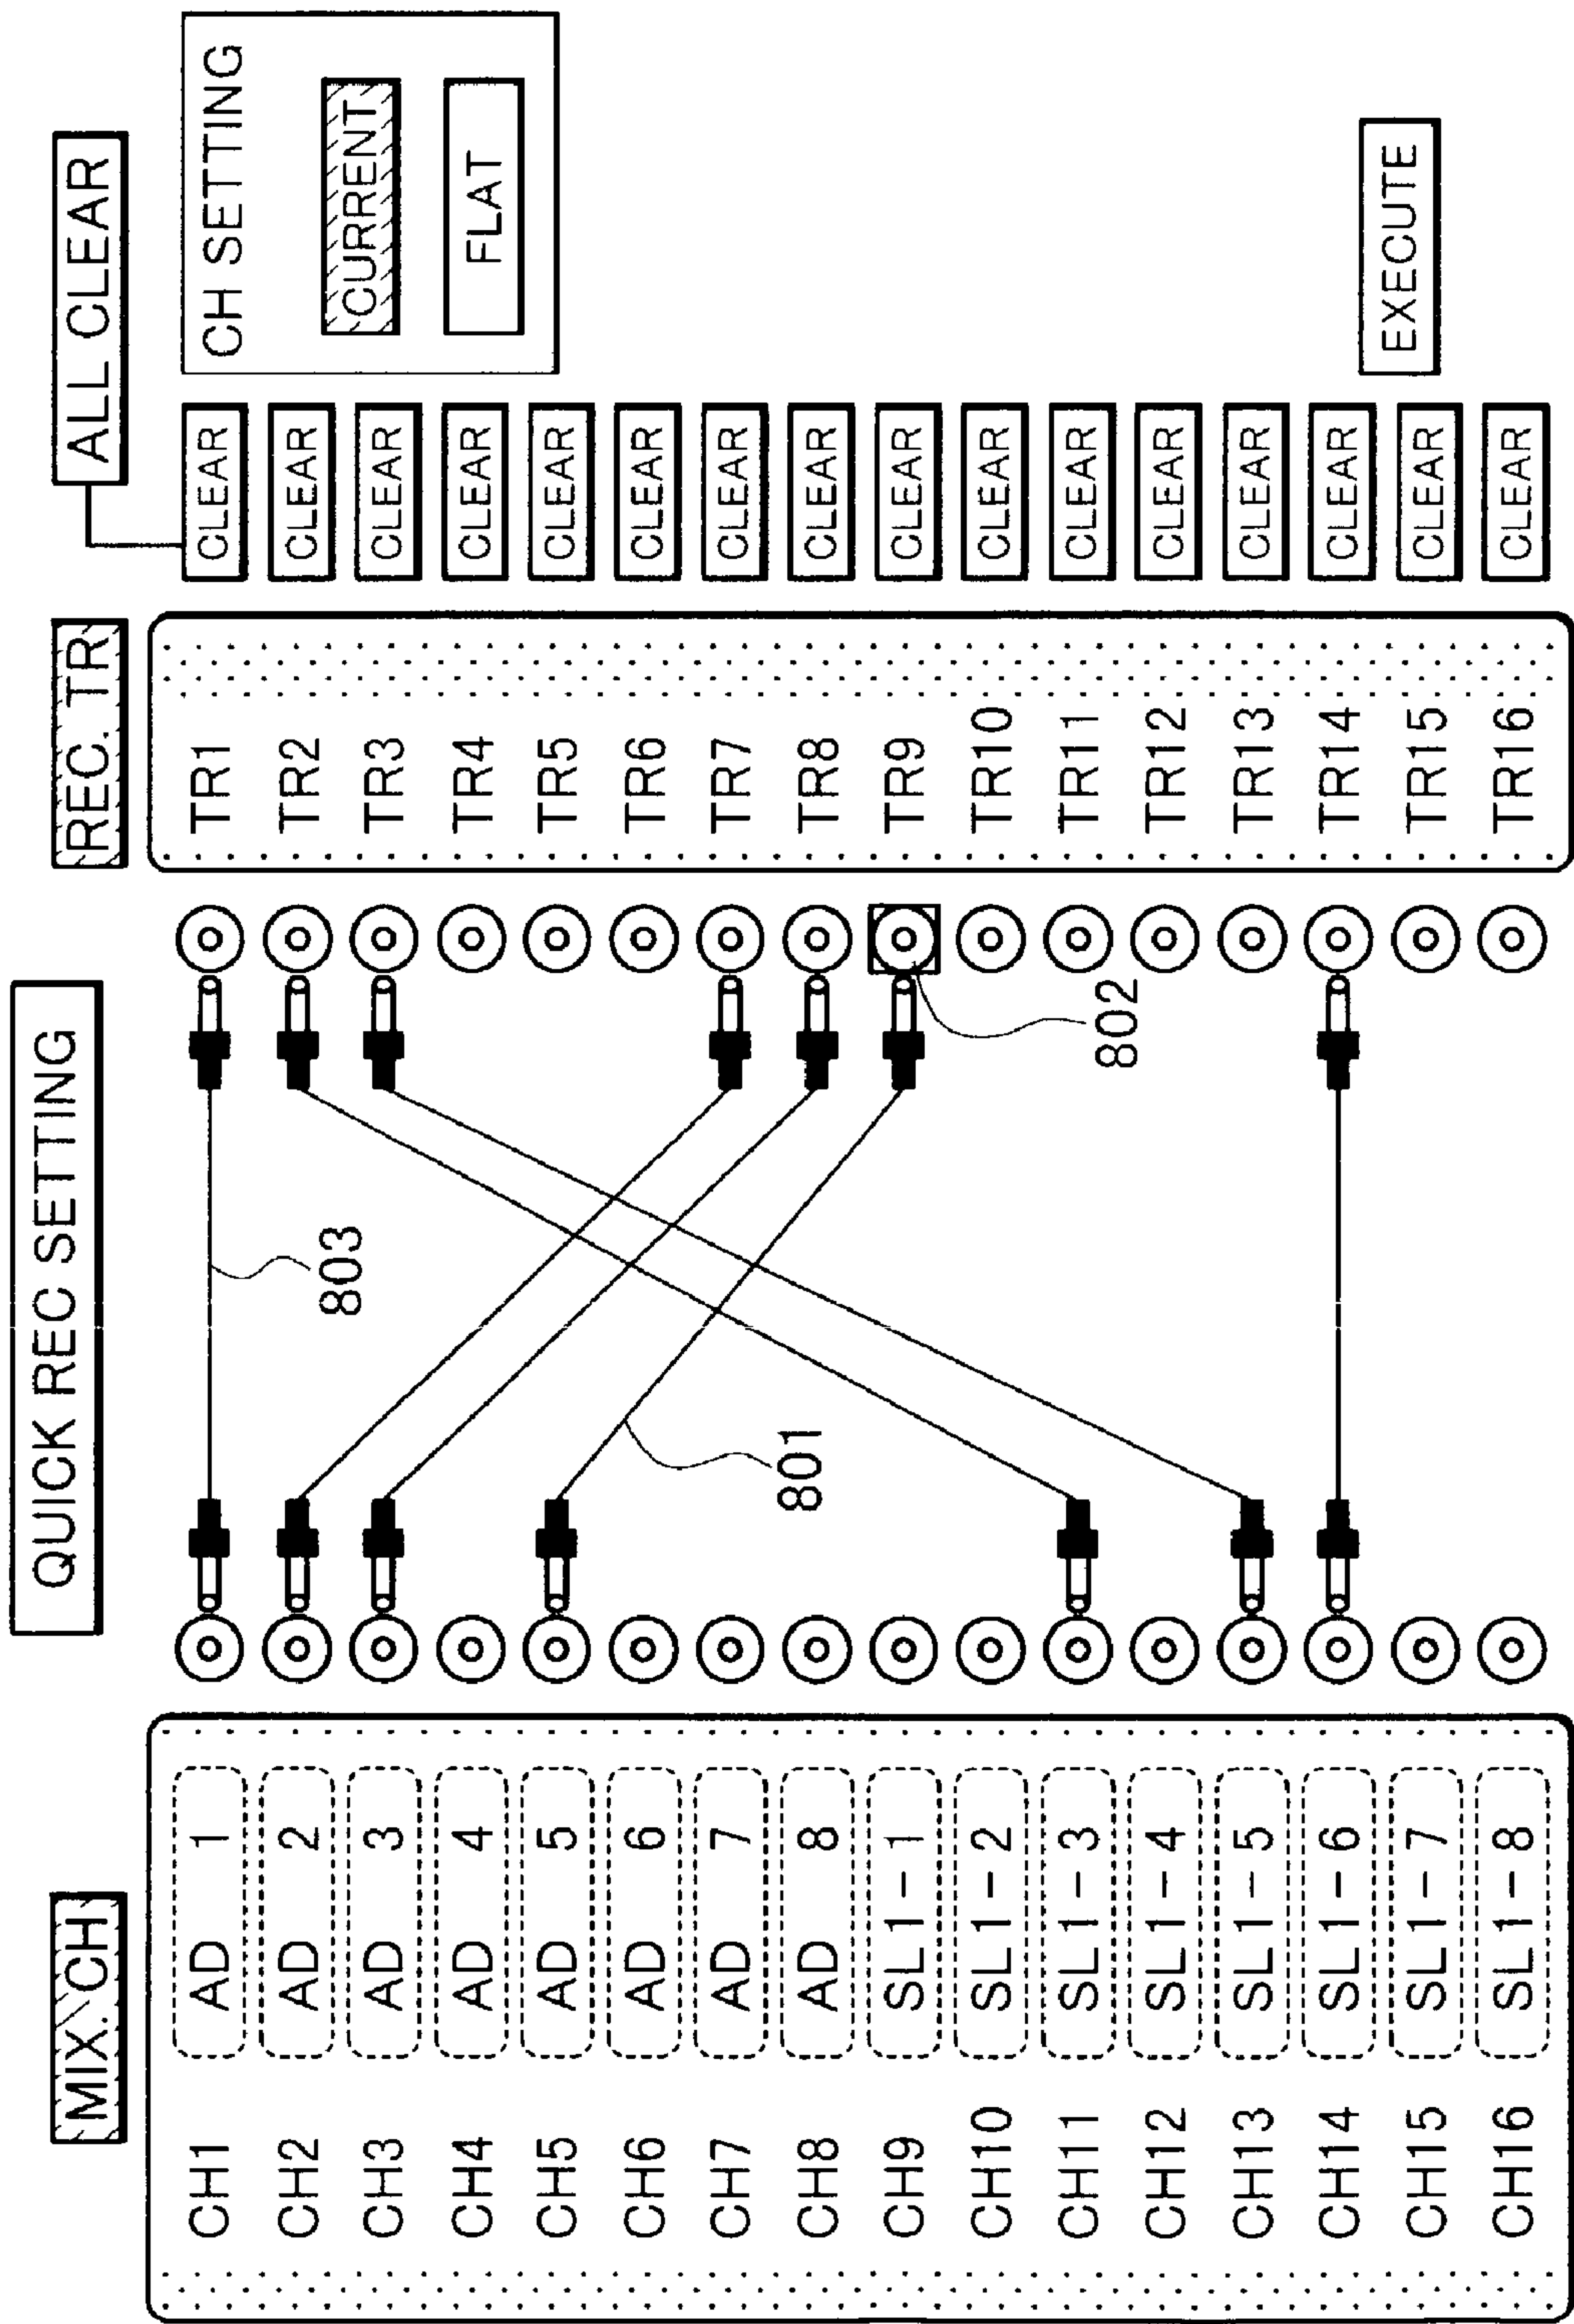 QUICK REC SETTING
MIX. CH
REC. TR
ALL CLEAR
CH1 AD 1 TR1 CLEAR
CH2 AD 2 TR2 CLEAR
CH3 AD 3 TR3 CLEAR
CH4 AD 4 TR4 CLEAR
CH5 AD 5 TR5 CLEAR
CH6 AD 6 TR6 CLEAR
CH7 AD 7 TR7 CLEAR
CH8 AD 8 TR8 CLEAR
CH9 SL1-1 TR9 CLEAR
CH10 SL1-2 TR10 CLEAR
CH11 SL1-3 TR11 CLEAR
CH12 SL1-4 TR12 CLEAR
CH13 SL1-5 TR13 CLEAR
CH14 SL1-6 TR14 CLEAR
CH15 SL1-7 TR15 CLEAR
CH16 SL1-8 TR16 CLEAR
803
801
802
CH SETTING
CURRENT
FLAT
EXECUTE